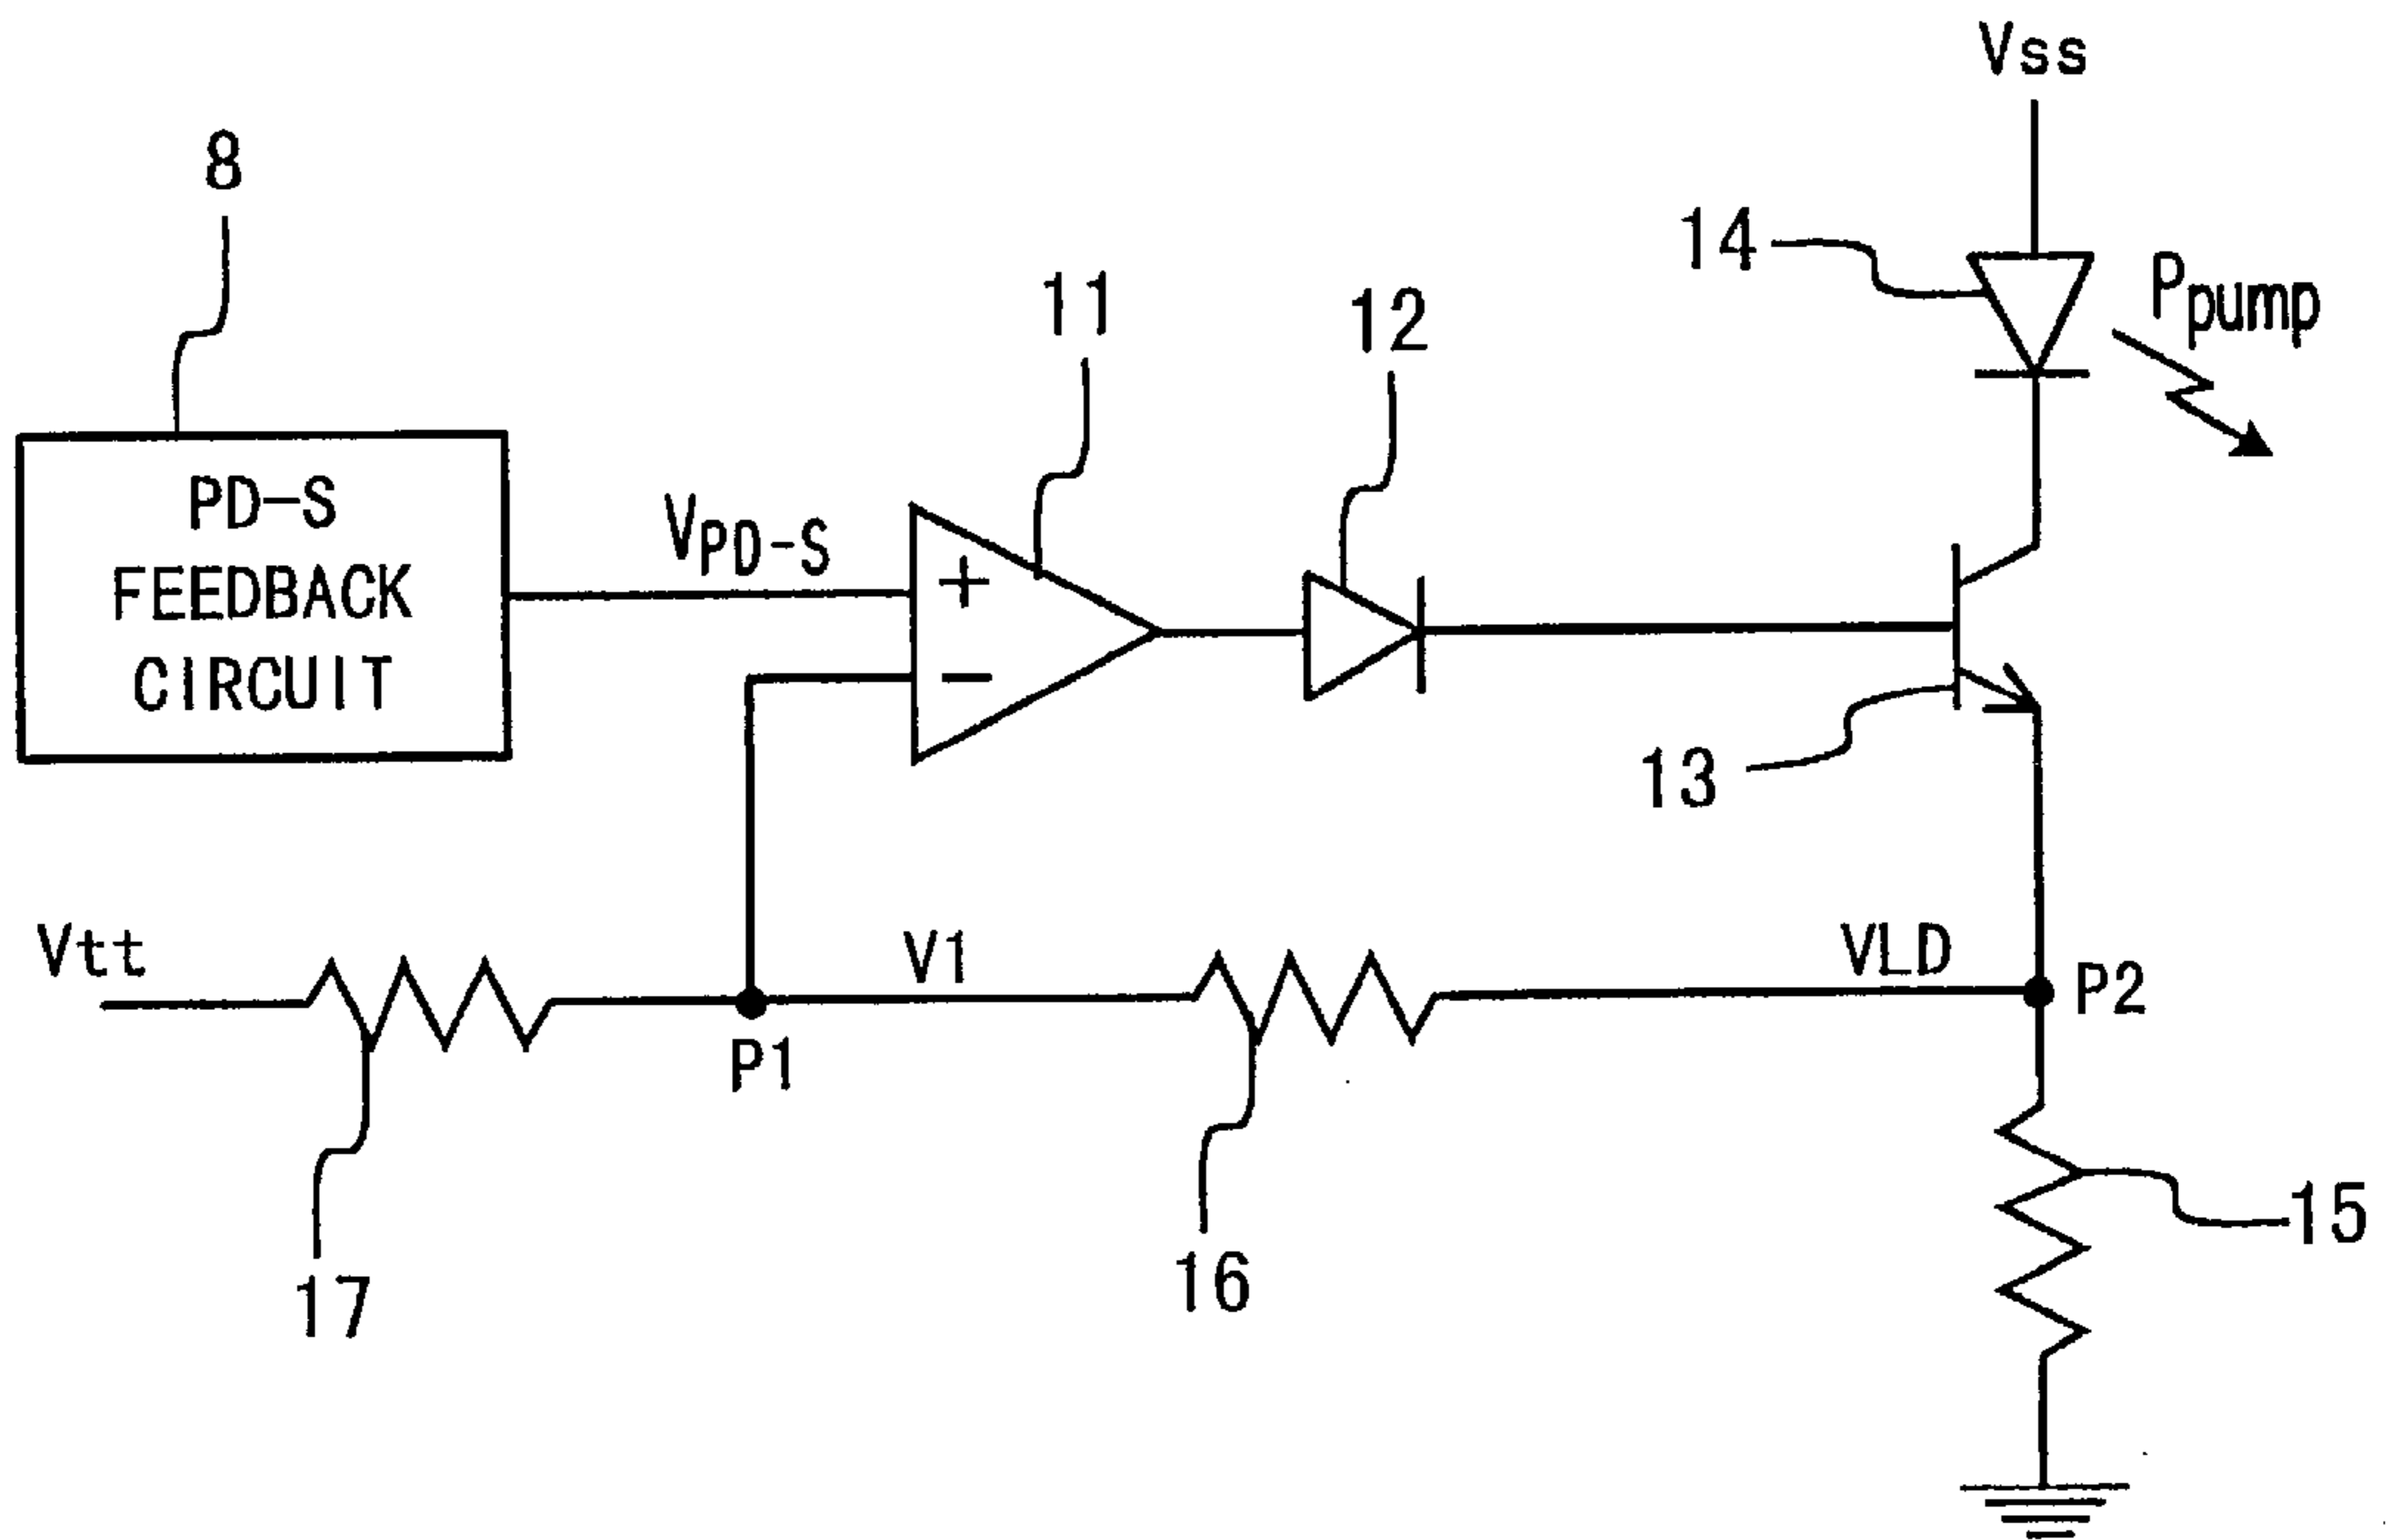 Vss
8
14
Ppump
11
12
PD-S
FEEDBACK
CIRCUIT
VPD-S
+
−
13
Vtt
V1
VLD
P2
P1
15
16
17